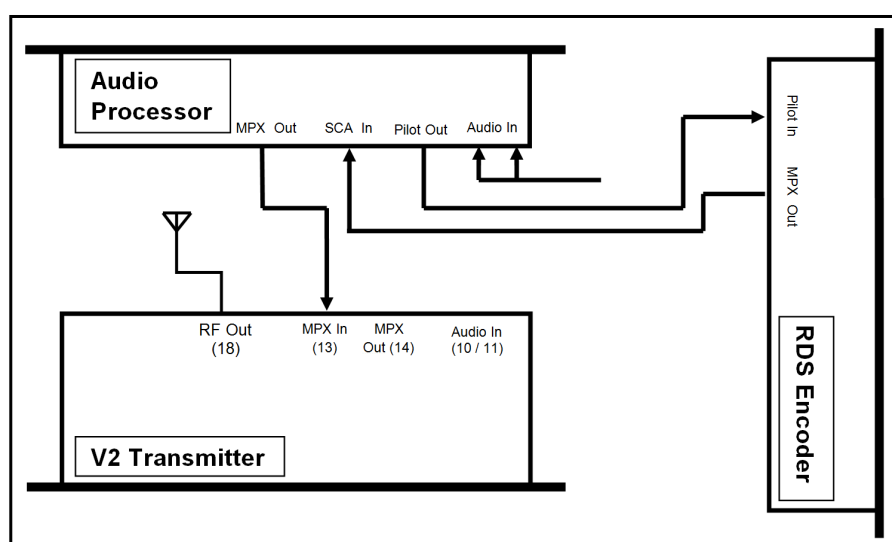 Audio
Processor
MPX Out
SCA In
Pilot Out
Audio In
Pilot In
MPX Out
RF Out
(18)
MPX In
(13)
MPX
Out (14)
Audio In
(10 / 11)
RDS Encoder
V2 Transmitter